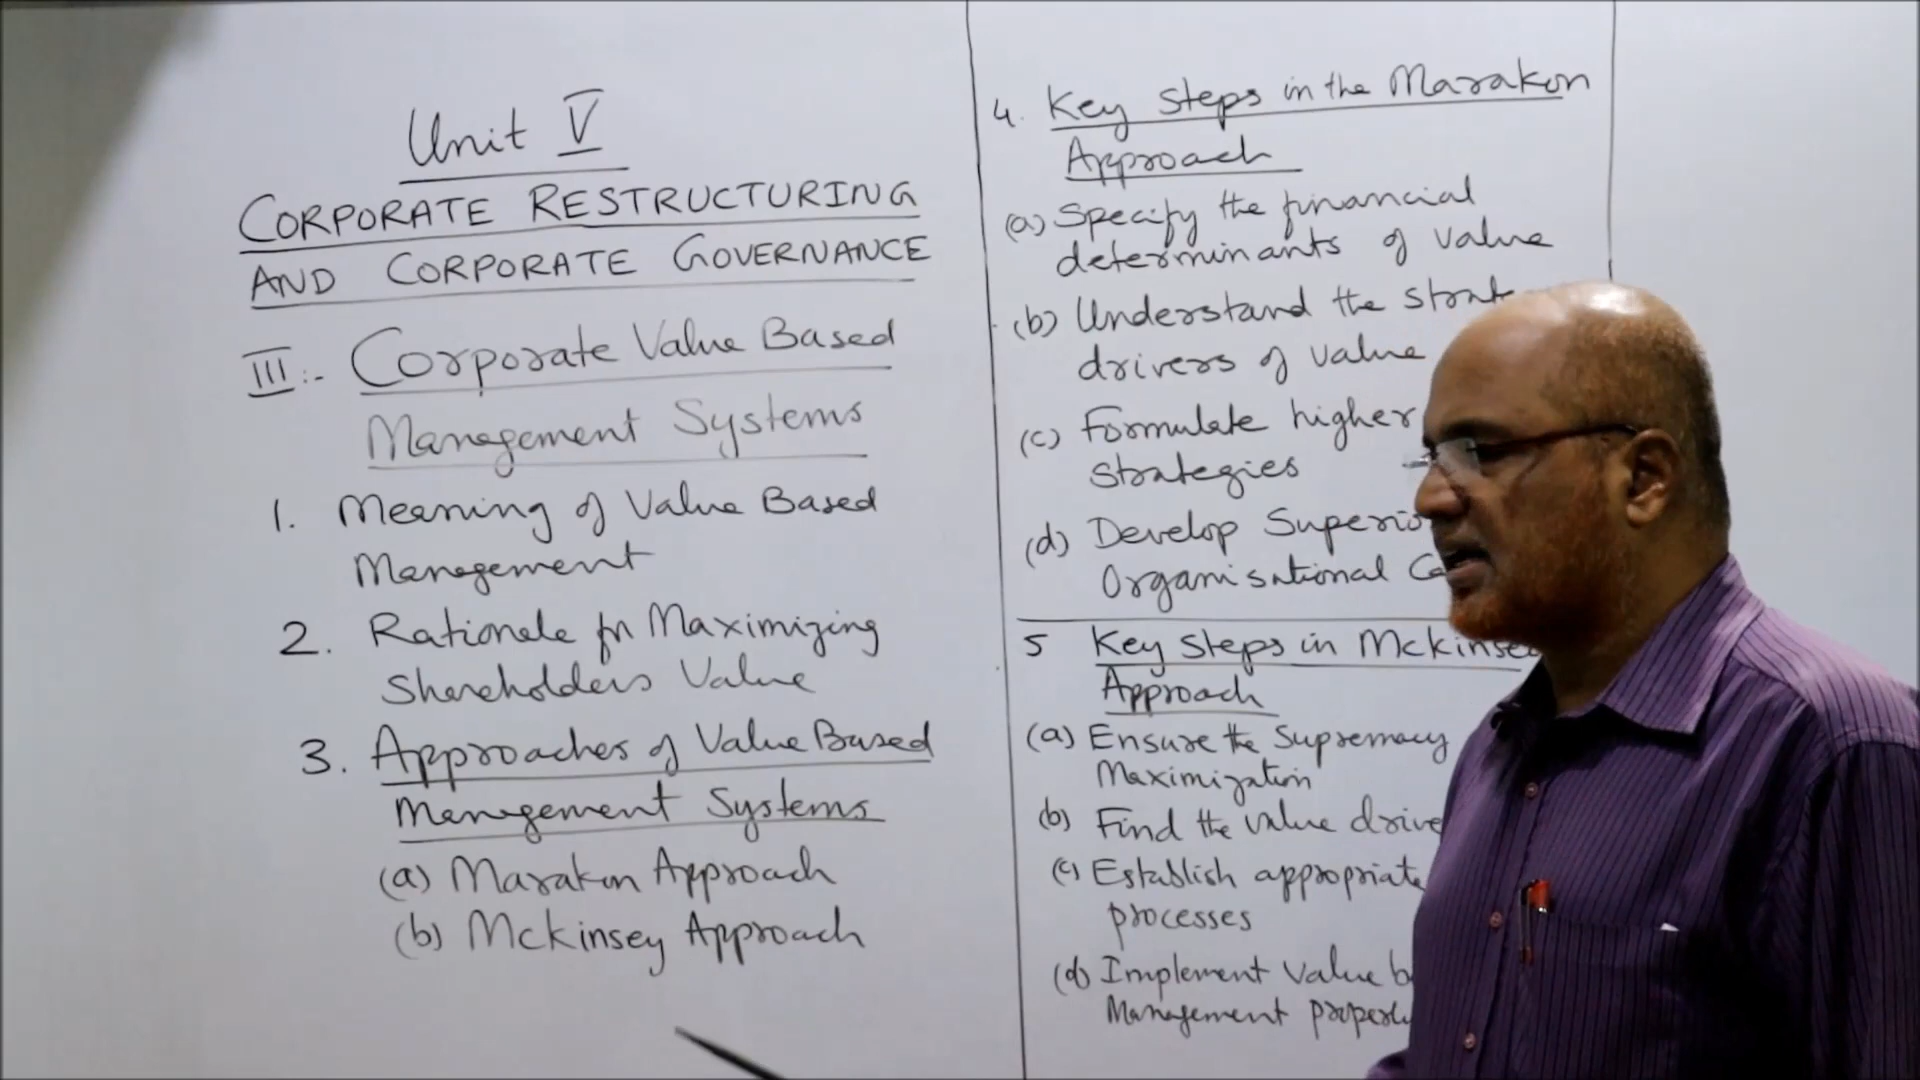 Unit V
CORPORATE RESTRUCTURING
AND CORPORATE GOVERNANCE
III:- Corporate Value Based
Management Systems
1. Meaning of Value Based
Management
2. Rationale for Maximizing
Shareholders Value
3. Approaches of Value Based
Management Systems
(a) Marakon Approach
(b) Mckinsey Approach
4. Key Steps in the Marakon
Approach
(a) Specify the financial
determinants of value
(b) Understand the
drivers of value
(c) Formulate higher
strategies
(d) Develop
Organisational
5 Key Steps in Mckinsey
Approach
(a) Ensure the Supremacy
Maximization
(b) Find the value
(c) Establish appropriate
processes
(d) Implement Value
Management properly